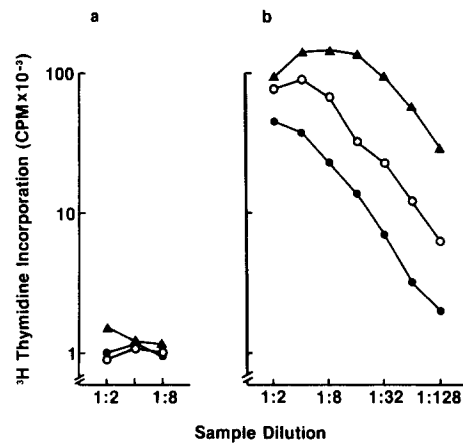 a
b
³H Thymidine Incorporation (CPM×10⁻³)
100
10
1
1:2
1:8
1:2
1:8
1:32
1:128
Sample Dilution